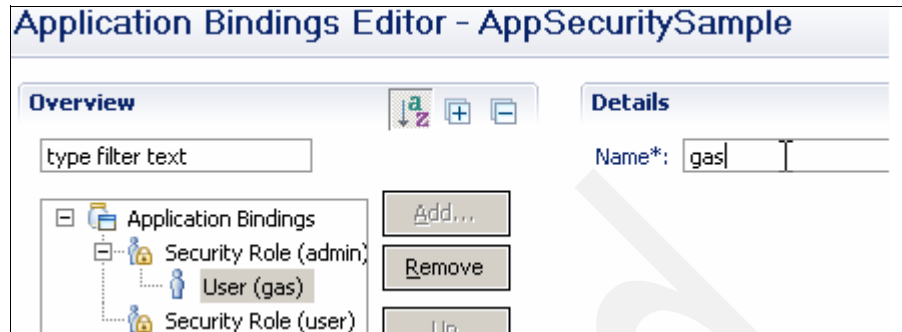 Application Bindings Editor - AppSecuritySample
Overview
Details
type filter text
Name*: gas
Application Bindings
Add...
Security Role (admin)
Remove
User (gas)
Security Role (user)
Up